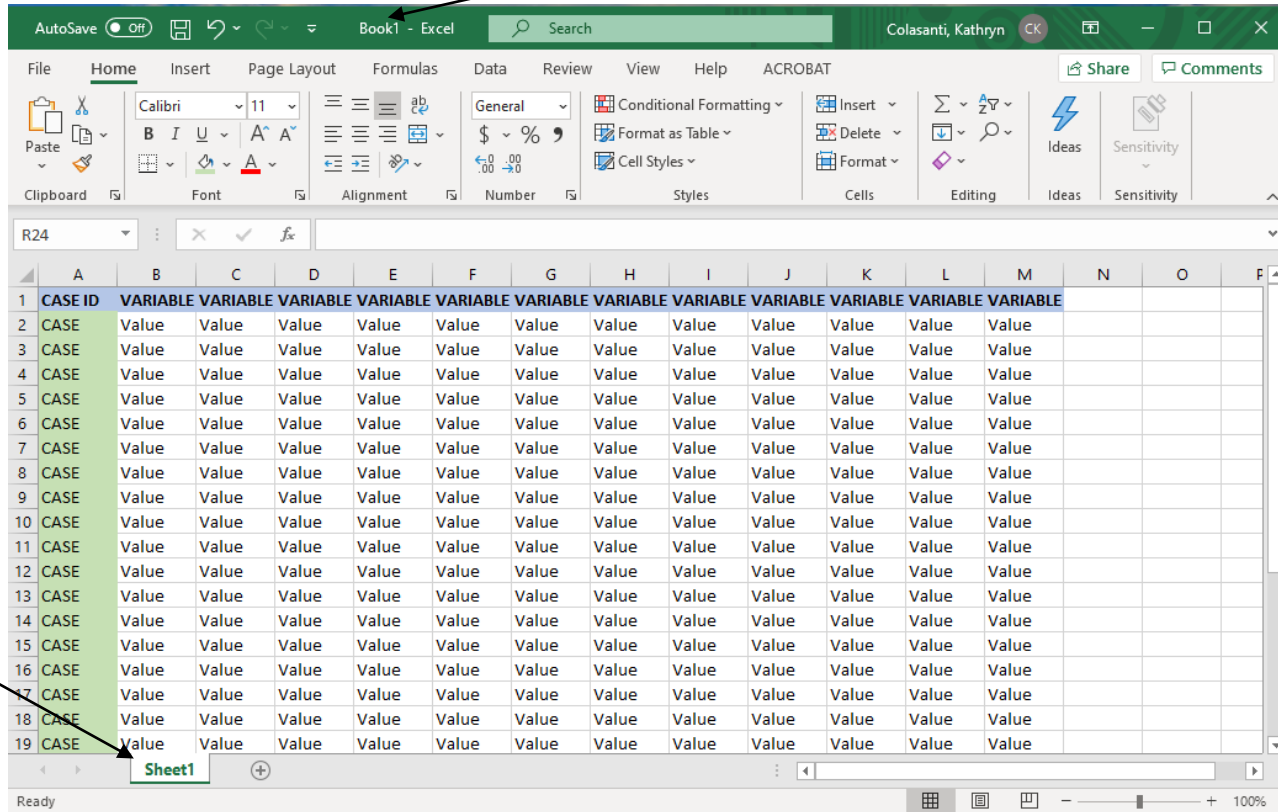 AutoSave Off Book1 - Excel Search Colasanti, Kathryn CK
File Home Insert Page Layout Formulas Data Review View Help ACROBAT Share Comments
Calibri 11 ab General Conditional Formatting Insert
Paste B I U A A $ % Format as Table Delete Ideas Sensitivity
A .00 .00 Cell Styles Format
Clipboard Font Alignment Number Styles Cells Editing Ideas Sensitivity
R24 fx
A B C D E F G H I J K L M N O P
1 CASE ID VARIABLE VARIABLE VARIABLE VARIABLE VARIABLE VARIABLE VARIABLE VARIABLE VARIABLE VARIABLE VARIABLE VARIABLE
2 CASE Value Value Value Value Value Value Value Value Value Value Value Value
3 CASE Value Value Value Value Value Value Value Value Value Value Value Value
4 CASE Value Value Value Value Value Value Value Value Value Value Value Value
5 CASE Value Value Value Value Value Value Value Value Value Value Value Value
6 CASE Value Value Value Value Value Value Value Value Value Value Value Value
7 CASE Value Value Value Value Value Value Value Value Value Value Value Value
8 CASE Value Value Value Value Value Value Value Value Value Value Value Value
9 CASE Value Value Value Value Value Value Value Value Value Value Value Value
10 CASE Value Value Value Value Value Value Value Value Value Value Value Value
11 CASE Value Value Value Value Value Value Value Value Value Value Value Value
12 CASE Value Value Value Value Value Value Value Value Value Value Value Value
13 CASE Value Value Value Value Value Value Value Value Value Value Value Value
14 CASE Value Value Value Value Value Value Value Value Value Value Value Value
15 CASE Value Value Value Value Value Value Value Value Value Value Value Value
16 CASE Value Value Value Value Value Value Value Value Value Value Value Value
17 CASE Value Value Value Value Value Value Value Value Value Value Value Value
18 CASE Value Value Value Value Value Value Value Value Value Value Value Value
19 CASE Value Value Value Value Value Value Value Value Value Value Value Value
Sheet1
Ready 100%